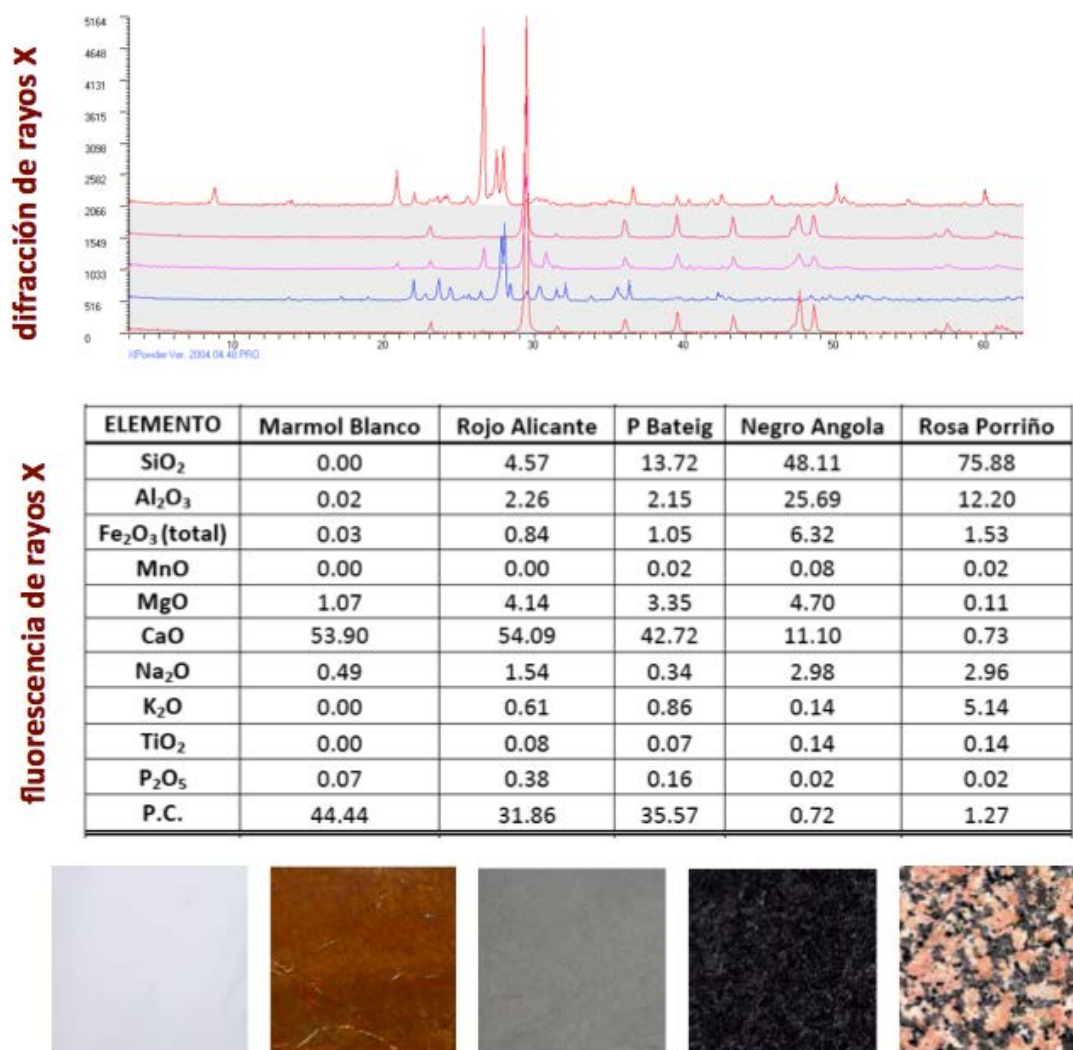 difracción de rayos X
5164
4648
4131
3615
3098
2582
2066
1549
1033
516
0
10 20 30 40 50 60
XPowder Ver. 2004.04.48 PRO
fluorescencia de rayos X
ELEMENTO Marmol Blanco Rojo Alicante P Bateig Negro Angola Rosa Porriño
SiO₂ 0.00 4.57 13.72 48.11 75.88
Al₂O₃ 0.02 2.26 2.15 25.69 12.20
Fe₂O₃ (total) 0.03 0.84 1.05 6.32 1.53
MnO 0.00 0.00 0.02 0.08 0.02
MgO 1.07 4.14 3.35 4.70 0.11
CaO 53.90 54.09 42.72 11.10 0.73
Na₂O 0.49 1.54 0.34 2.98 2.96
K₂O 0.00 0.61 0.86 0.14 5.14
TiO₂ 0.00 0.08 0.07 0.14 0.14
P₂O₅ 0.07 0.38 0.16 0.02 0.02
P.C. 44.44 31.86 35.57 0.72 1.27